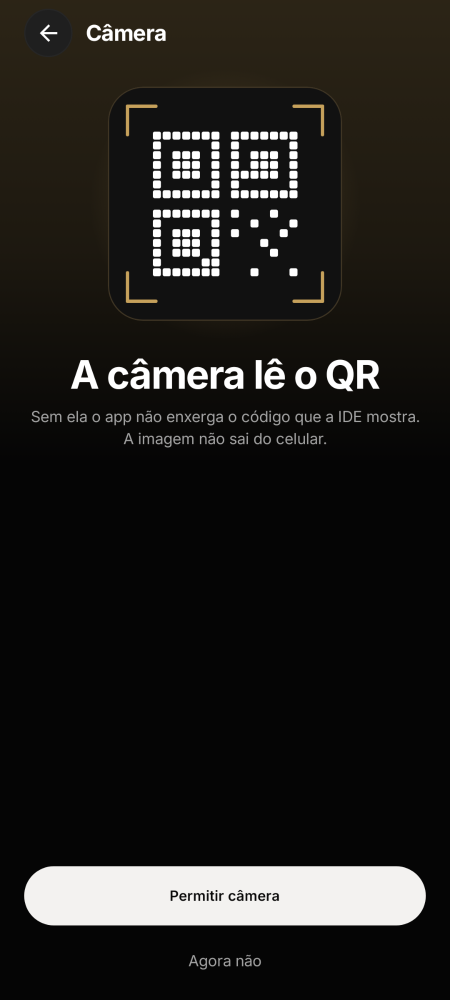 Câmera
A câmera lê o QR
Sem ela o app não enxerga o código que a IDE mostra.
A imagem não sai do celular.
Permitir câmera
Agora não